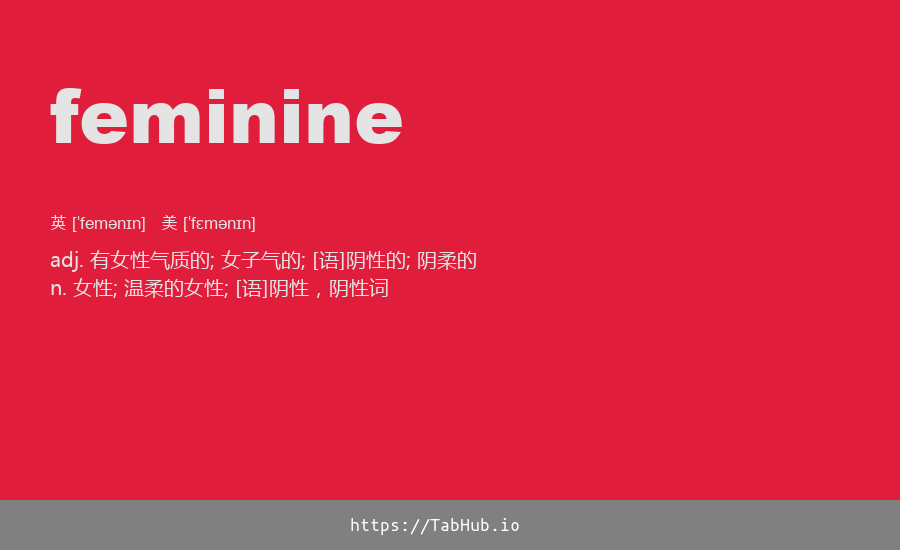 feminine
英 [ˈfemənɪn] 美 [ˈfɛmənɪn]
adj. 有女性气质的; 女子气的; [语]阴性的; 阴柔的
n. 女性; 温柔的女性; [语]阴性，阴性词
https://TabHub.io